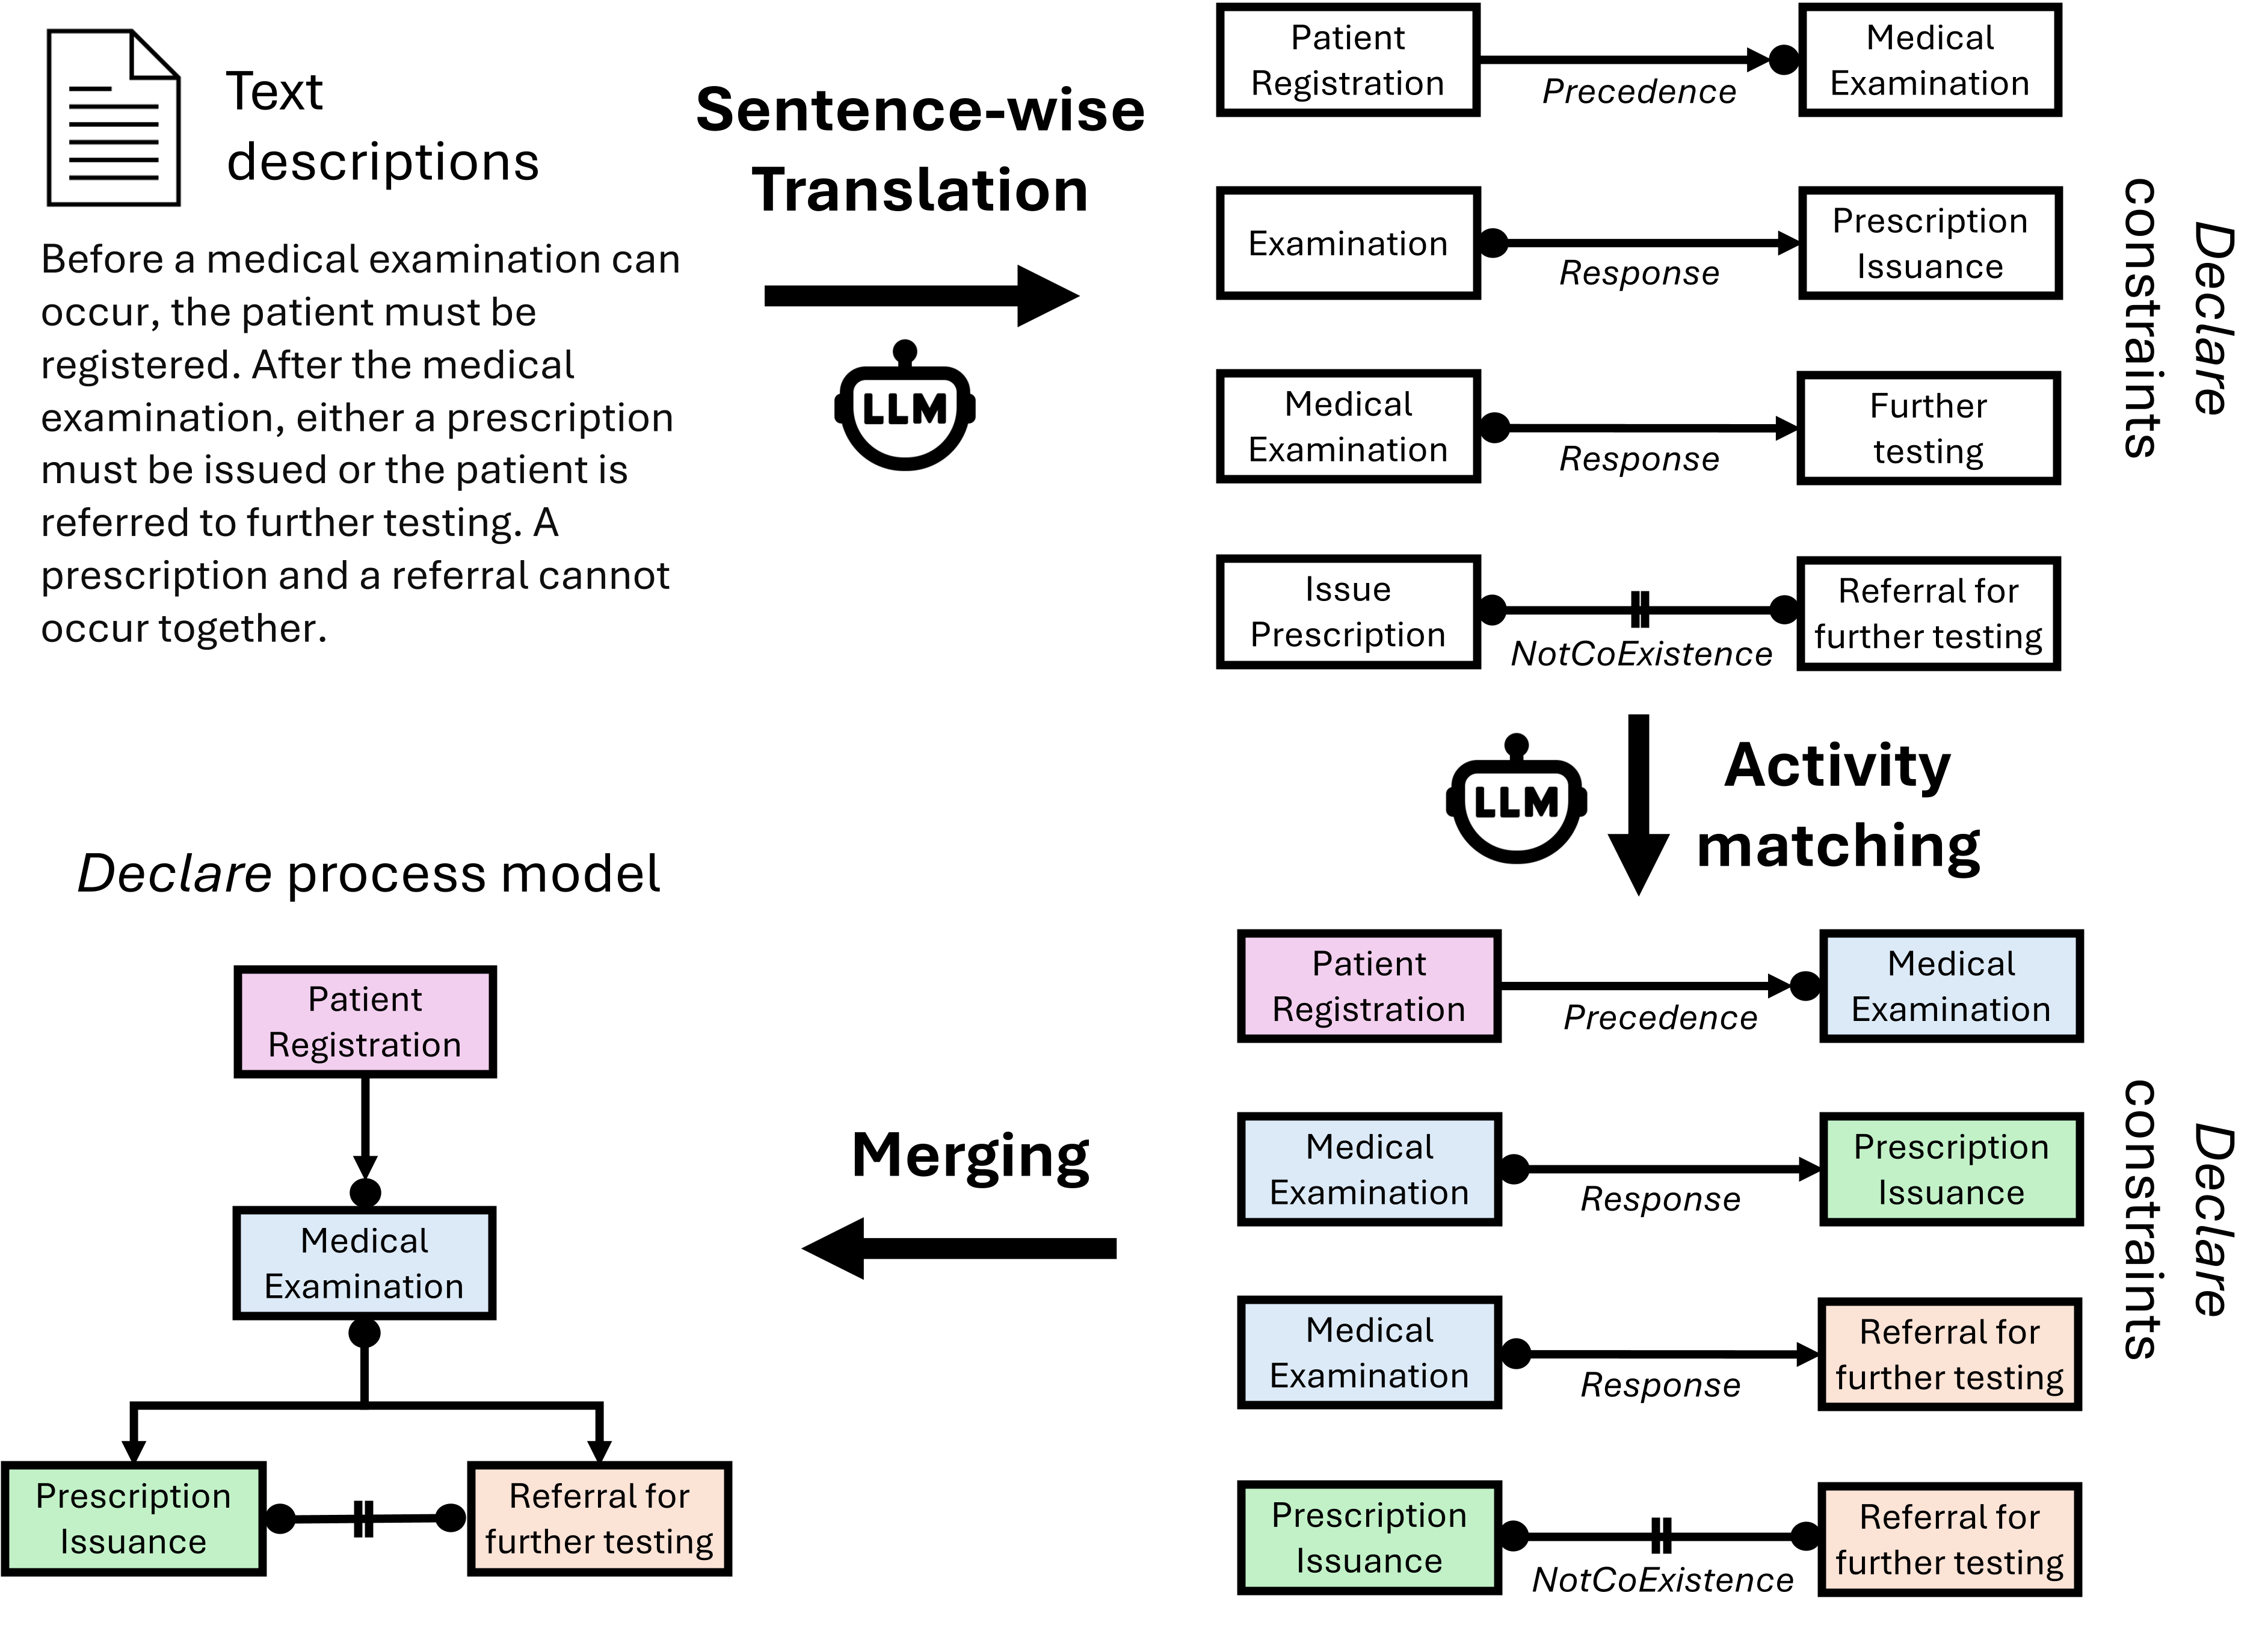 Text
descriptions
Before a medical examination can
occur, the patient must be
registered. After the medical
examination, either a prescription
must be issued or the patient is
referred to further testing. A
prescription and a referral cannot
occur together.
Sentence-wise
Translation
LLM
Patient
Registration
Precedence
Medical
Examination
Examination
Response
Prescription
Issuance
Medical
Examination
Response
Further
testing
Issue
Prescription
NotCoExistence
Referral for
further testing
Declare
constraints
LLM
Activity
matching
Patient
Registration
Precedence
Medical
Examination
Medical
Examination
Response
Prescription
Issuance
Medical
Examination
Response
Referral for
further testing
Prescription
Issuance
NotCoExistence
Referral for
further testing
Declare
constraints
Merging
Declare process model
Patient
Registration
Medical
Examination
Prescription
Issuance
Referral for
further testing